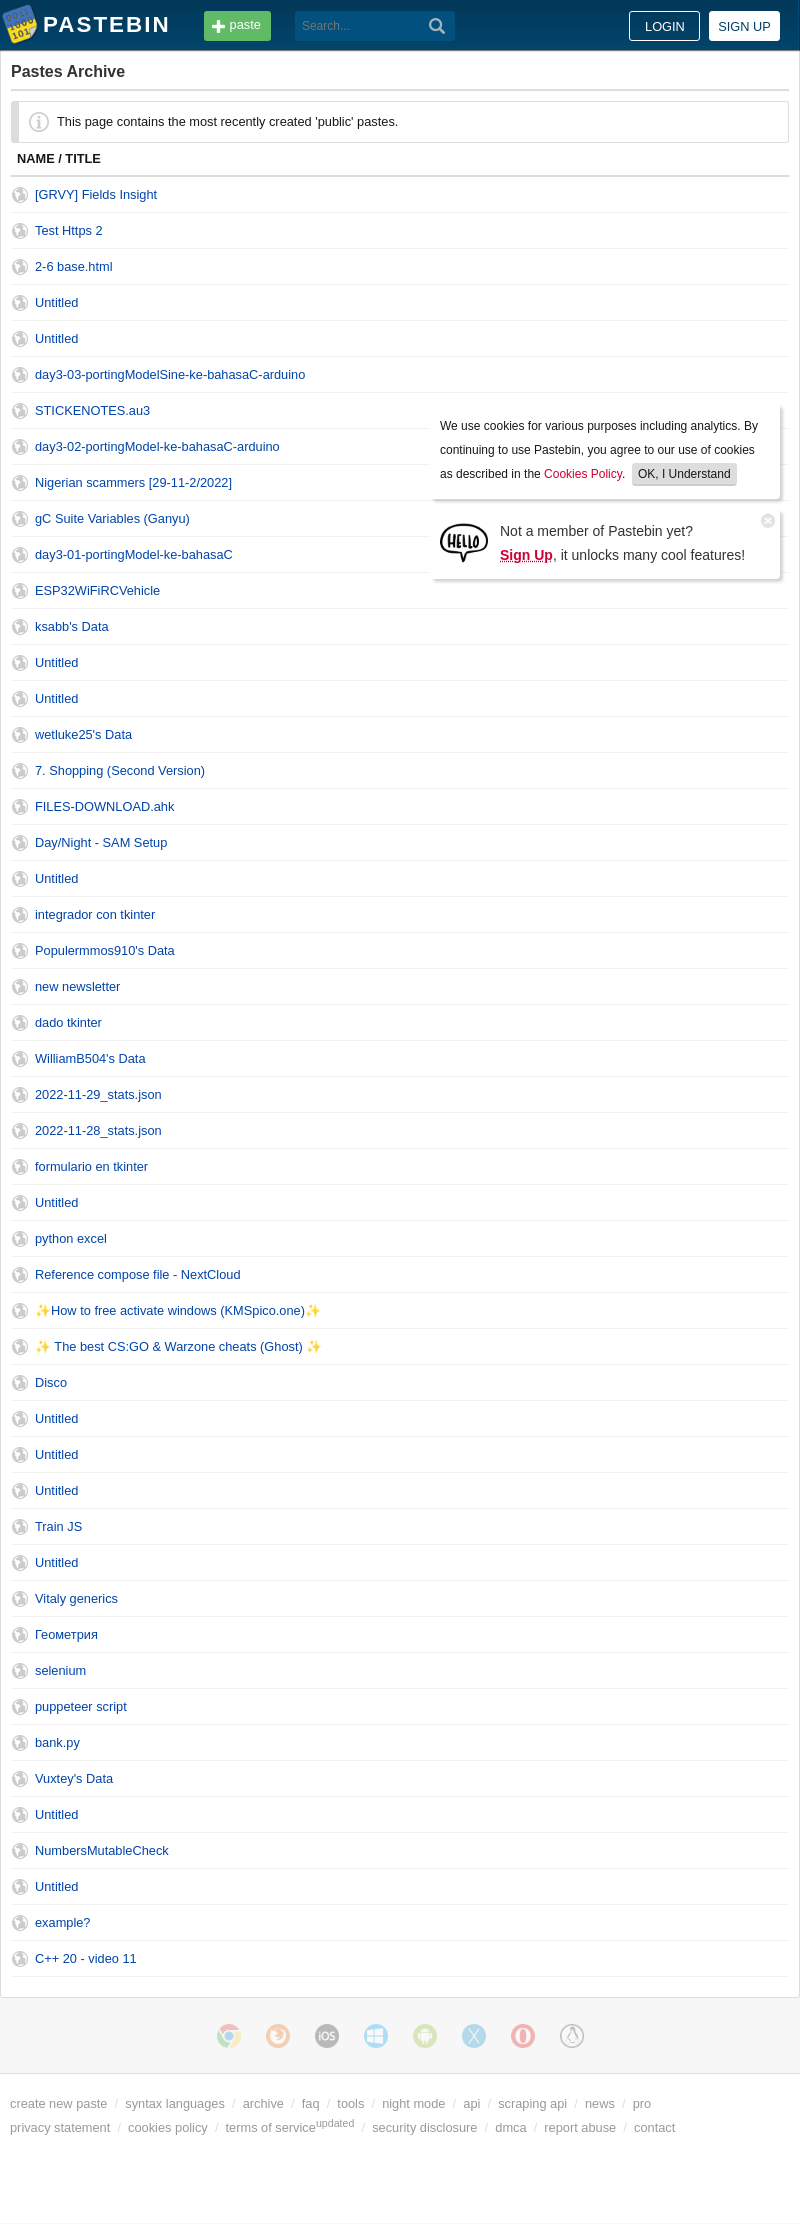 PASTEBIN paste Search... LOGIN SIGN UP
Pastes Archive
This page contains the most recently created 'public' pastes.
NAME / TITLE
[GRVY] Fields Insight
Test Https 2
2-6 base.html
Untitled
Untitled
day3-03-portingModelSine-ke-bahasaC-arduino
STICKENOTES.au3
day3-02-portingModel-ke-bahasaC-arduino
Nigerian scammers [29-11-2/2022]
gC Suite Variables (Ganyu)
day3-01-portingModel-ke-bahasaC
ESP32WiFiRCVehicle
ksabb's Data
Untitled
Untitled
wetluke25's Data
7. Shopping (Second Version)
FILES-DOWNLOAD.ahk
Day/Night - SAM Setup
Untitled
integrador con tkinter
Populermmos910's Data
new newsletter
dado tkinter
WilliamB504's Data
2022-11-29_stats.json
2022-11-28_stats.json
formulario en tkinter
Untitled
python excel
Reference compose file - NextCloud
✨How to free activate windows (KMSpico.one)✨
✨ The best CS:GO & Warzone cheats (Ghost) ✨
Disco
Untitled
Untitled
Untitled
Train JS
Untitled
Vitaly generics
Геометрия
selenium
puppeteer script
bank.py
Vuxtey's Data
Untitled
NumbersMutableCheck
Untitled
example?
C++ 20 - video 11
We use cookies for various purposes including analytics. By
continuing to use Pastebin, you agree to our use of cookies
as described in the Cookies Policy. OK, I Understand
HELLO
Not a member of Pastebin yet?
Sign Up, it unlocks many cool features!
iOS
create new paste / syntax languages / archive / faq / tools / night mode / api / scraping api / news / pro
privacy statement / cookies policy / terms of serviceupdated / security disclosure / dmca / report abuse / contact